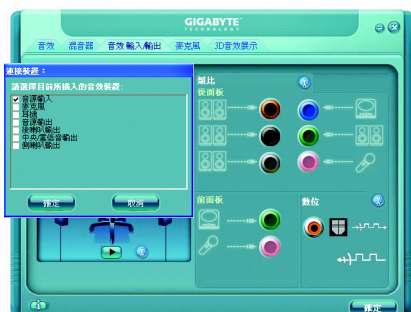 GIGABYTE
TECHNOLOGY
音效 混音器 音效 輸入/輸出 麥克風 3D音效展示
連接裝置：
請選擇目前所插入的音效裝置：
音源輸入
麥克風
耳機
音源輸出
後喇叭輸出
中央/重低音輸出
側喇叭輸出
確定 取消
類比
後面板
前面板
數位
確定